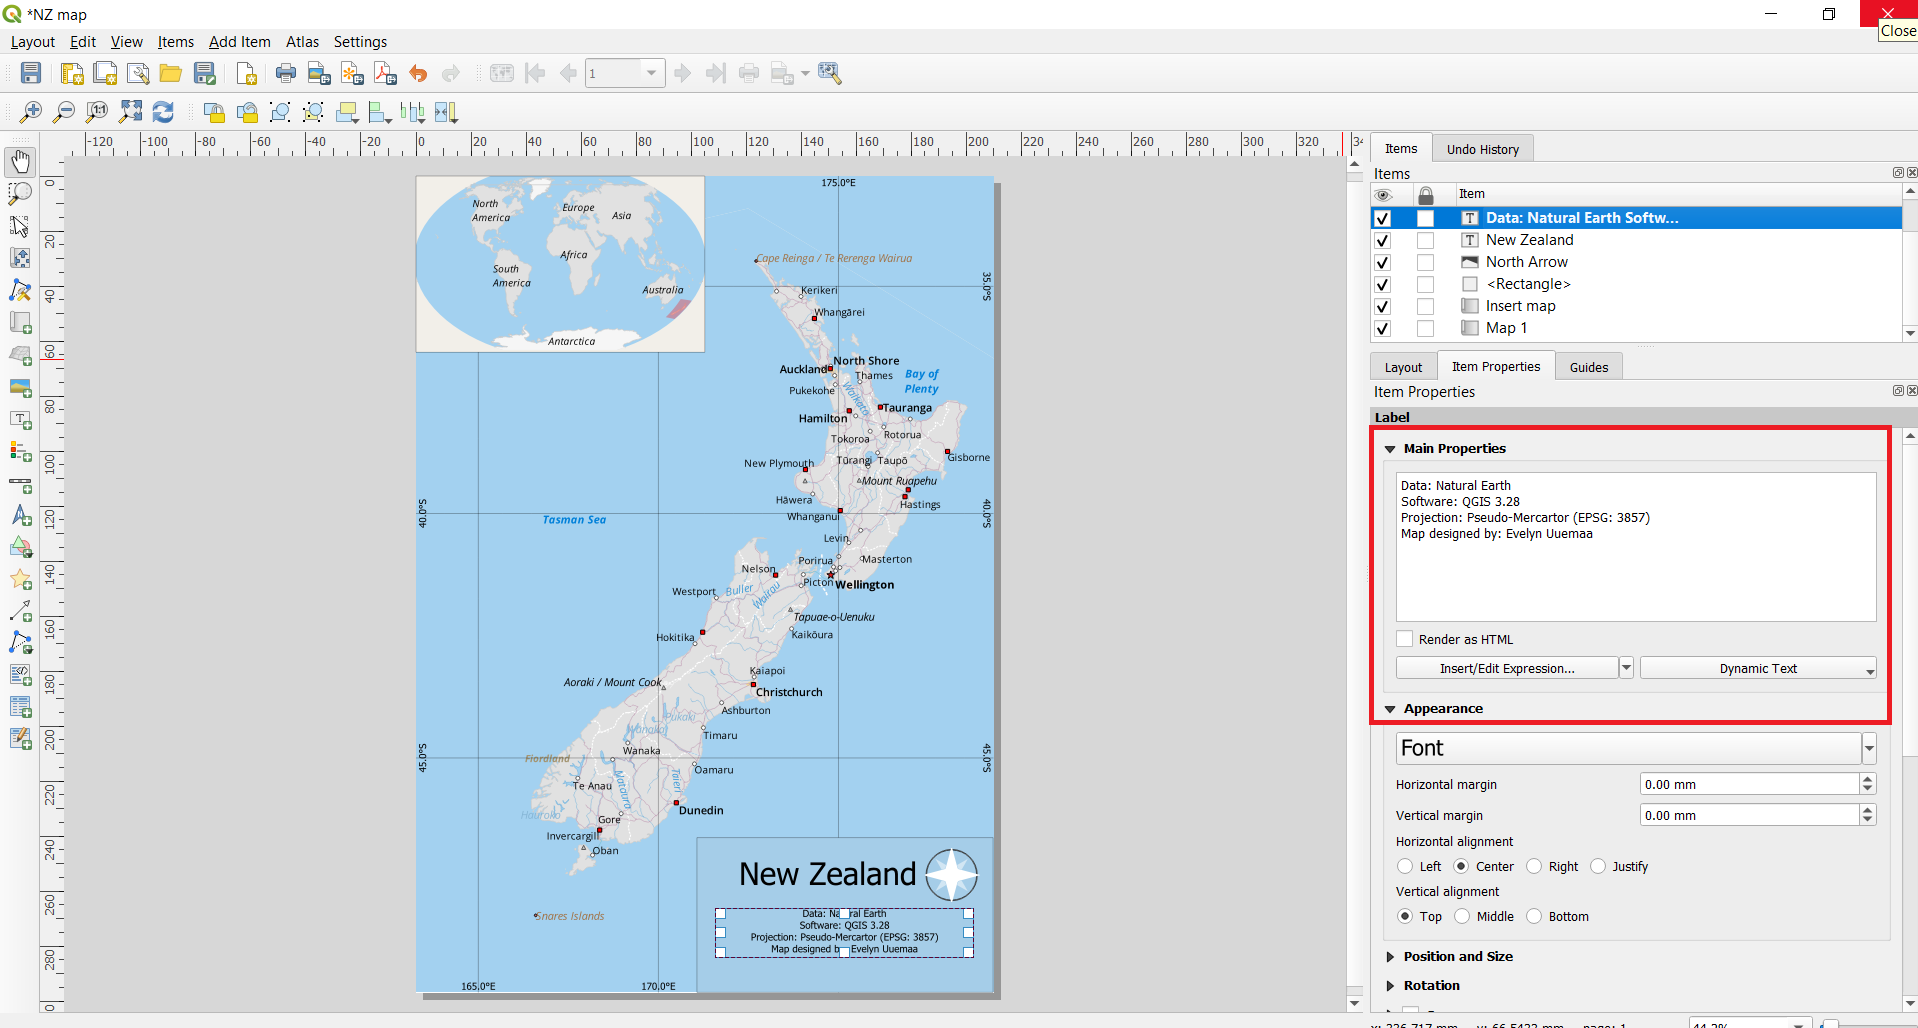 *NZ map
Close
Layout Edit View Items Add Item Atlas Settings
1
-120 -100 -80 -60 -40 -20 0 20 40 60 80 100 120 140 160 180 200 220 240 260 280 300 320 34
0
20
40
60
80
100
120
140
160
180
200
220
240
260
280
0
175.0°E
North
America
Europe
Asia
Africa
South
America
Australia
Antarctica
Cape Reinga / Te Rerenga Wairua
35.0°S
Kerikeri
Whangārei
North Shore
Auckland
Thames
Bay of
Plenty
Pukekohe
Waikato
Tauranga
Hamilton
Tokoroa
Rotorua
New Plymouth
Tūrangi
Taupō
Gisborne
Mount Ruapehu
Hāwera
Hastings
40.0°S
Whanganui
40.0°S
Tasman Sea
Levin
Porirua
Masterton
Nelson
Picton
Wellington
Westport
Buller
Wairau
Tapuae-o-Uenuku
Hokitika
Kaikōura
Kaiapoi
Aoraki / Mount Cook
Christchurch
Ashburton
Pukaki
Wanaka
Timaru
Wanaka
45.0°S
Fiordland
45.0°S
Oamaru
Te Anau
Mataura
Taieri
Dunedin
Hauroko
Gore
Invercargill
Oban
Snares Islands
New Zealand
Data: Natural Earth
Software: QGIS 3.28
Projection: Pseudo-Mercartor (EPSG: 3857)
Map designed by: Evelyn Uuemaa
165.0°E
170.0°E
Items Undo History
Items
Item
Data: Natural Earth Softw...
New Zealand
North Arrow
<Rectangle>
Insert map
Map 1
Layout Item Properties Guides
Item Properties
Label
Main Properties
Data: Natural Earth
Software: QGIS 3.28
Projection: Pseudo-Mercartor (EPSG: 3857)
Map designed by: Evelyn Uuemaa
Render as HTML
Insert/Edit Expression... Dynamic Text
Appearance
Font
Horizontal margin 0.00 mm
Vertical margin 0.00 mm
Horizontal alignment
Left Center Right Justify
Vertical alignment
Top Middle Bottom
Position and Size
Rotation